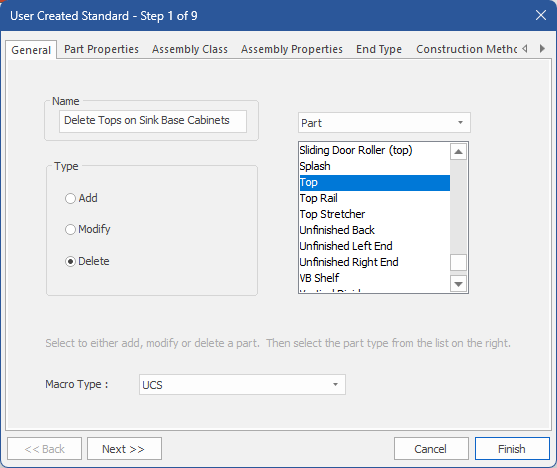 User Created Standard - Step 1 of 9
General
Part Properties
Assembly Class
Assembly Properties
End Type
Construction Metho
Name
Delete Tops on Sink Base Cabinets
Part
Type
Add
Modify
Delete
Sliding Door Roller (top)
Splash
Top
Top Rail
Top Stretcher
Unfinished Back
Unfinished Left End
Unfinished Right End
VB Shelf
Select to either add, modify or delete a part. Then select the part type from the list on the right.
Macro Type :
UCS
<< Back
Next >>
Cancel
Finish